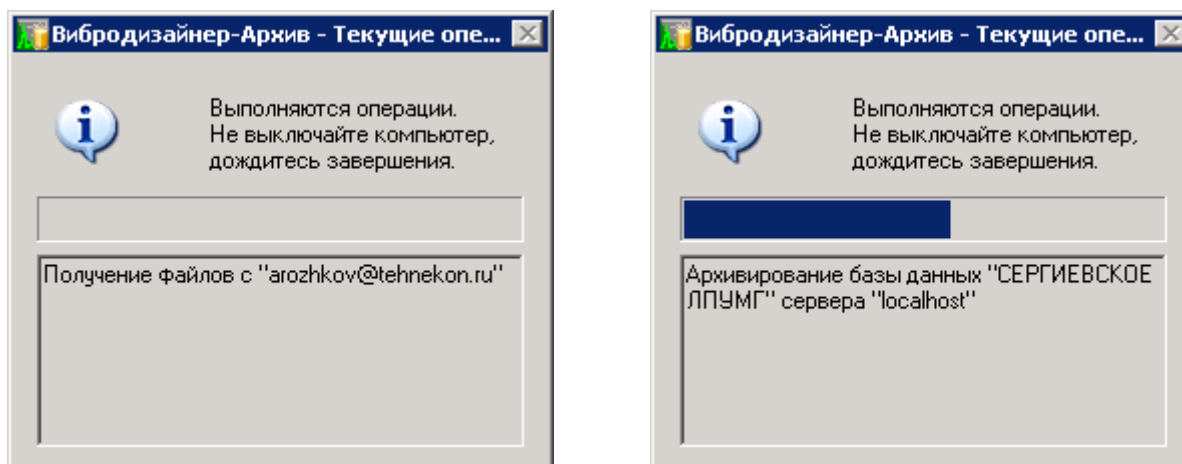 Вибродизайнер-Архив - Текущие опе...
Выполняются операции.
Не выключайте компьютер,
дождитесь завершения.
Получение файлов с "arozhkov@tehnekon.ru"
Вибродизайнер-Архив - Текущие опе...
Выполняются операции.
Не выключайте компьютер,
дождитесь завершения.
Архивирование базы данных "СЕРГИЕВСКОЕ
ЛПУМГ" сервера "localhost"